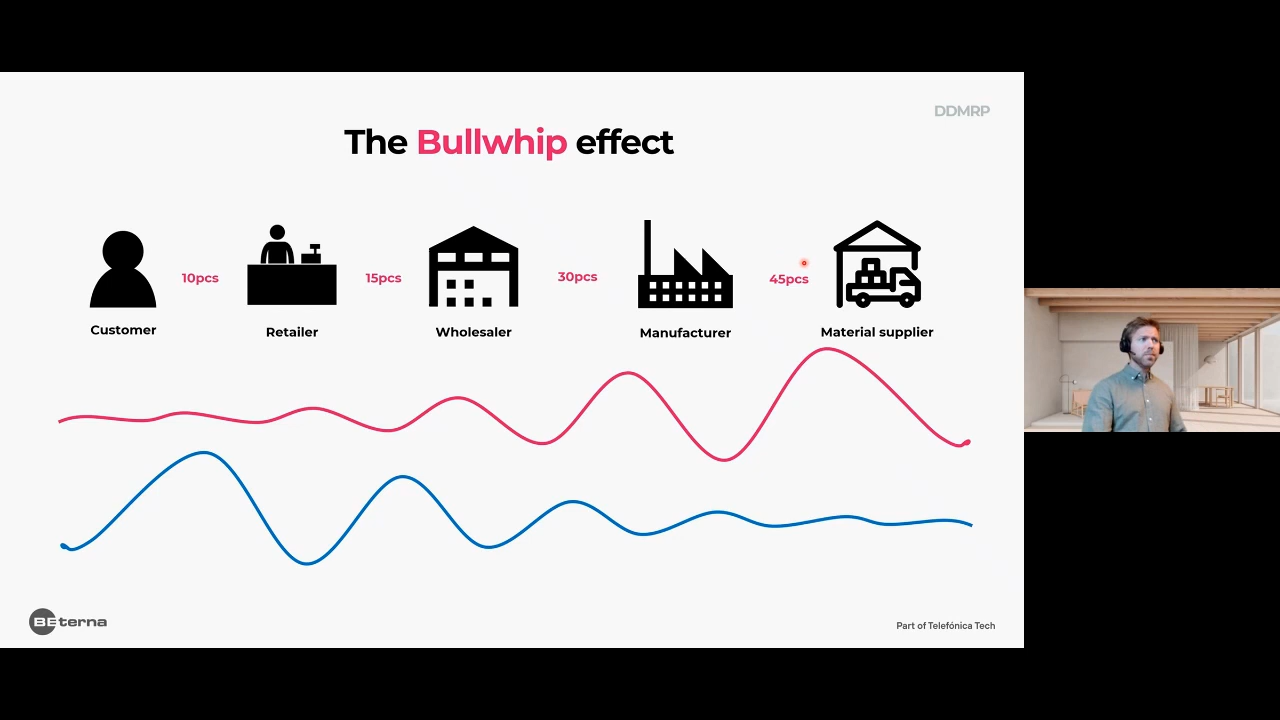 DDMRP
The Bullwhip effect
10pcs
15pcs
30pcs
45pcs
Customer
Retailer
Wholesaler
Manufacturer
Material supplier
BEterna
Part of Telefónica Tech